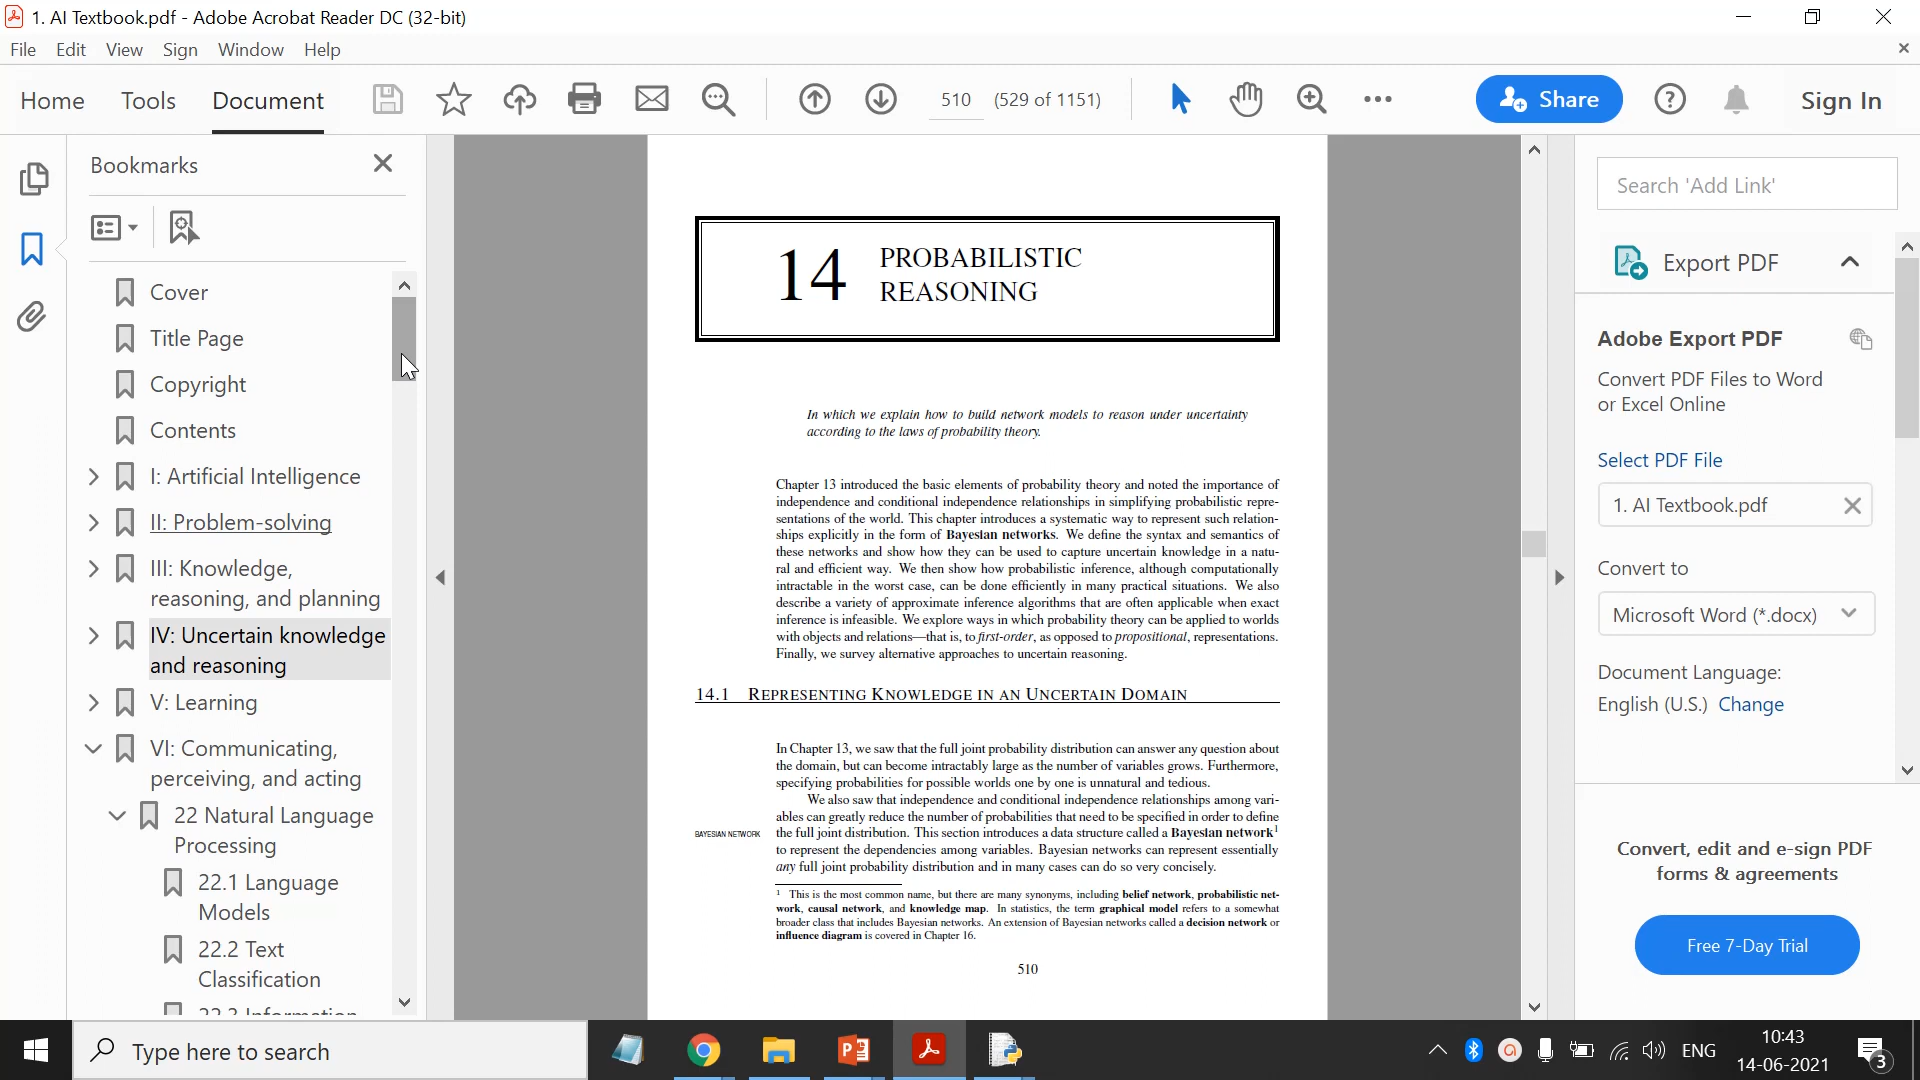 1. AI Textbook.pdf - Adobe Acrobat Reader DC (32-bit)
File Edit View Sign Window Help
Home Tools Document 510 (529 of 1151) Share Sign In
Bookmarks
Cover
Title Page
Copyright
Contents
I: Artificial Intelligence
II: Problem-solving
III: Knowledge,
reasoning, and planning
IV: Uncertain knowledge
and reasoning
V: Learning
VI: Communicating,
perceiving, and acting
22 Natural Language
Processing
22.1 Language
Models
22.2 Text
Classification
22.3 Information
14 PROBABILISTIC
REASONING
In which we explain how to build network models to reason under uncertainty
according to the laws of probability theory.
Chapter 13 introduced the basic elements of probability theory and noted the importance of
independence and conditional independence relationships in simplifying probabilistic repre-
sentations of the world. This chapter introduces a systematic way to represent such relation-
ships explicitly in the form of Bayesian networks. We define the syntax and semantics of
these networks and show how they can be used to capture uncertain knowledge in a natu-
ral and efficient way. We then show how probabilistic inference, although computationally
intractable in the worst case, can be done efficiently in many practical situations. We also
describe a variety of approximate inference algorithms that are often applicable when exact
inference is infeasible. We explore ways in which probability theory can be applied to worlds
with objects and relations—that is, to first-order, as opposed to propositional, representations.
Finally, we survey alternative approaches to uncertain reasoning.
14.1 REPRESENTING KNOWLEDGE IN AN UNCERTAIN DOMAIN
In Chapter 13, we saw that the full joint probability distribution can answer any question about
the domain, but can become intractably large as the number of variables grows. Furthermore,
specifying probabilities for possible worlds one by one is unnatural and tedious.
We also saw that independence and conditional independence relationships among vari-
ables can greatly reduce the number of probabilities that need to be specified in order to define
BAYESIAN NETWORK the full joint distribution. This section introduces a data structure called a Bayesian network1
to represent the dependencies among variables. Bayesian networks can represent essentially
any full joint probability distribution and in many cases can do so very concisely.
1 This is the most common name, but there are many synonyms, including belief network, probabilistic net-
work, causal network, and knowledge map. In statistics, the term graphical model refers to a somewhat
broader class that includes Bayesian networks. An extension of Bayesian networks called a decision network or
influence diagram is covered in Chapter 16.
510
Search 'Add Link'
Export PDF
Adobe Export PDF
Convert PDF Files to Word
or Excel Online
Select PDF File
1. AI Textbook.pdf
Convert to
Microsoft Word (*.docx)
Document Language:
English (U.S.) Change
Convert, edit and e-sign PDF
forms & agreements
Free 7-Day Trial
Type here to search
ENG
10:43
14-06-2021
3